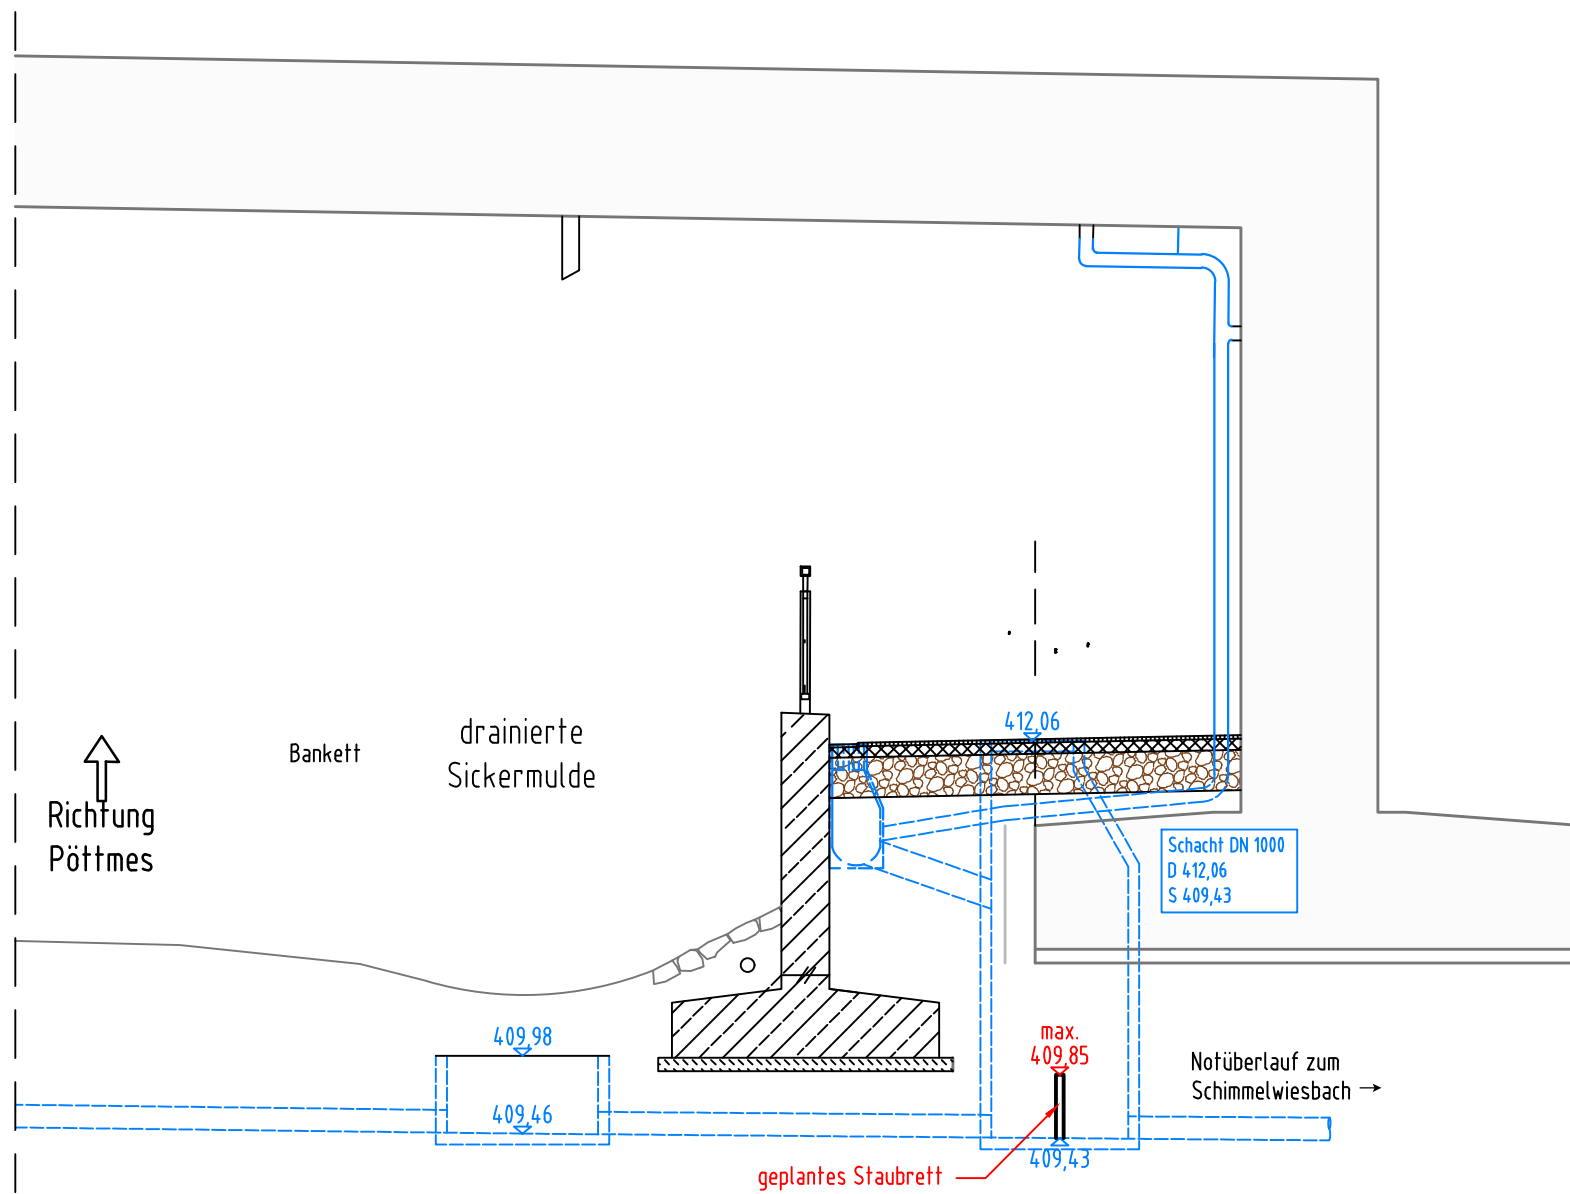 412,06
drainierte
Sickermulde
Bankett
Richtung
Pöttmes
Schacht DN 1000
D 412,06
S 409,43
409,98
409,46
max.
409,85
409,43
Notüberlauf zum
Schimmelwiesbach →
geplantes Staubrett